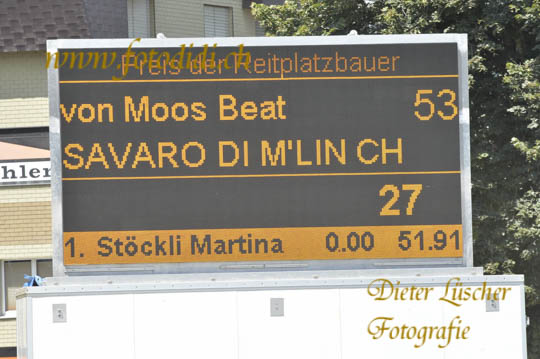 www.fotodidi.ch
Preis der Reitplatzbauer
von Moos Beat 53
SAVARO DI M'LIN CH
27
hler
1. Stöckli Martina 0.00 51.91
Dieter Lüscher
Fotografie